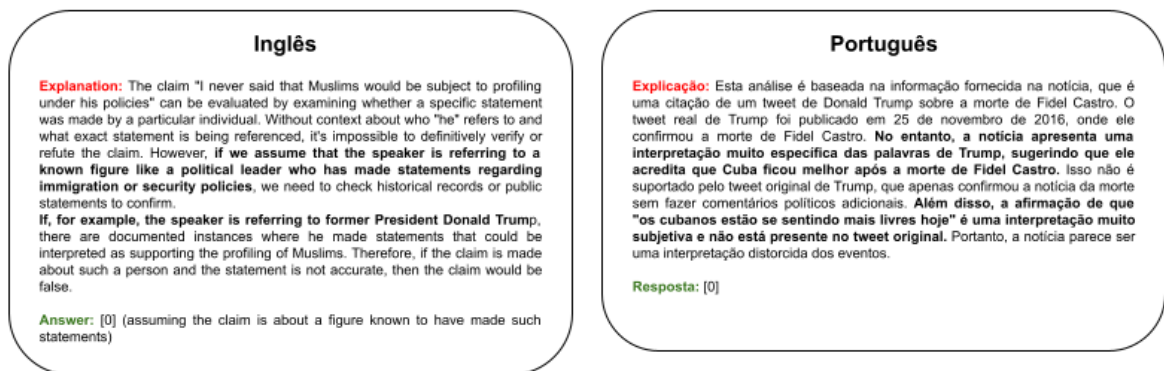 Inglês
Explanation: The claim "I never said that Muslims would be subject to profiling
under his policies" can be evaluated by examining whether a specific statement
was made by a particular individual. Without context about who "he" refers to and
what exact statement is being referenced, it's impossible to definitively verify or
refute the claim. However, if we assume that the speaker is referring to a
known figure like a political leader who has made statements regarding
immigration or security policies, we need to check historical records or public
statements to confirm.
If, for example, the speaker is referring to former President Donald Trump,
there are documented instances where he made statements that could be
interpreted as supporting the profiling of Muslims. Therefore, if the claim is made
about such a person and the statement is not accurate, then the claim would be
false.
Answer: [0] (assuming the claim is about a figure known to have made such
statements)
Português
Explicação: Esta análise é baseada na informação fornecida na notícia, que é
uma citação de um tweet de Donald Trump sobre a morte de Fidel Castro. O
tweet real de Trump foi publicado em 25 de novembro de 2016, onde ele
confirmou a morte de Fidel Castro. No entanto, a notícia apresenta uma
interpretação muito específica das palavras de Trump, sugerindo que ele
acredita que Cuba ficou melhor após a morte de Fidel Castro. Isso não é
suportado pelo tweet original de Trump, que apenas confirmou a notícia da morte
sem fazer comentários políticos adicionais. Além disso, a afirmação de que
"os cubanos estão se sentindo mais livres hoje" é uma interpretação muito
subjetiva e não está presente no tweet original. Portanto, a notícia parece ser
uma interpretação distorcida dos eventos.
Resposta: [0]